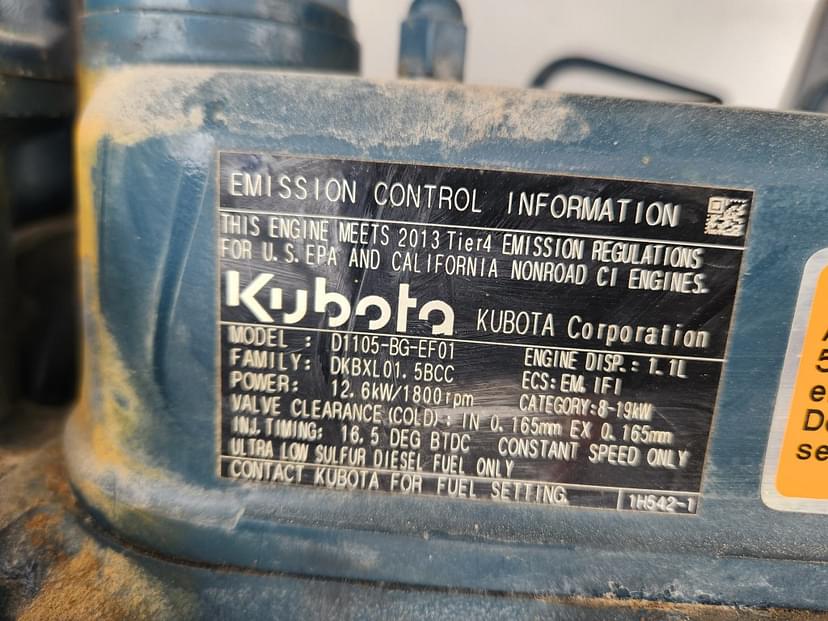 EMISSION CONTROL INFORMATION
THIS ENGINE MEETS 2013 Tier4 EMISSION REGULATIONS
FOR U.S. EPA AND CALIFORNIA NONROAD CI ENGINES.
Kubota KUBOTA Corporation
MODEL : D1105-BG-EF01 ENGINE DISP.: 1.1L
FAMILY: DKBXL01.5BCC ECS: EM, IFI
POWER: 12.6kW/1800rpm CATEGORY: 8-19kW
VALVE CLEARANCE (COLD): IN 0.165mm EX 0.165mm
INJ.TIMING: 16.5 DEG BTDC CONSTANT SPEED ONLY
ULTRA LOW SULFUR DIESEL FUEL ONLY
CONTACT KUBOTA FOR FUEL SETTING. 1H542-1